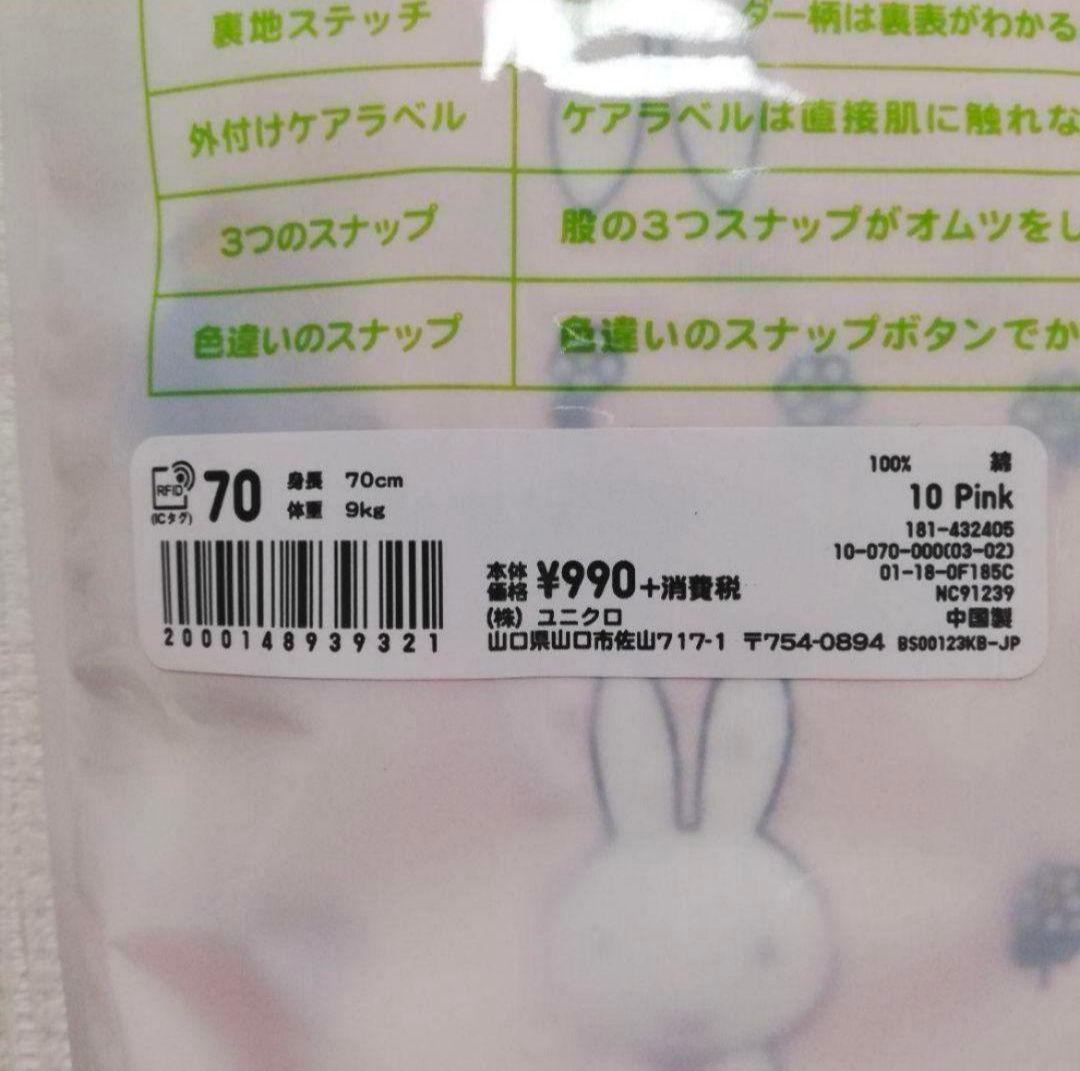 裏地ステッチ
ダー柄は裏表がわかる
外付けケアラベル
ケアラベルは直接肌に触れな
3つのスナップ
股の3つスナップがオムツをし
色違いのスナップ
色違いのスナップボタンでか
RFID
(ICタグ)
70
身長 70cm
体重 9kg
100% 綿
10 Pink
181-432405
10-070-000(03-02)
01-18-0F185C
NC91239
中国製
BS00123KB-JP
2000148939321
本体価格 ¥990+消費税
(株) ユニクロ
山口県山口市佐山717-1 〒754-0894